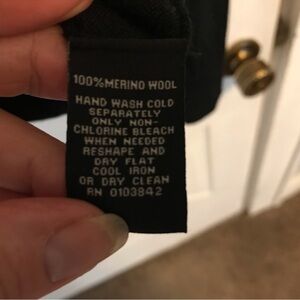 100%MERINO WOOL
HAND WASH COLD
SEPARATELY
ONLY NON-
CHLORINE BLEACH
WHEN NEEDED
RESHAPE AND
DRY FLAT
COOL IRON
OR DRY CLEAN
RN 0103842